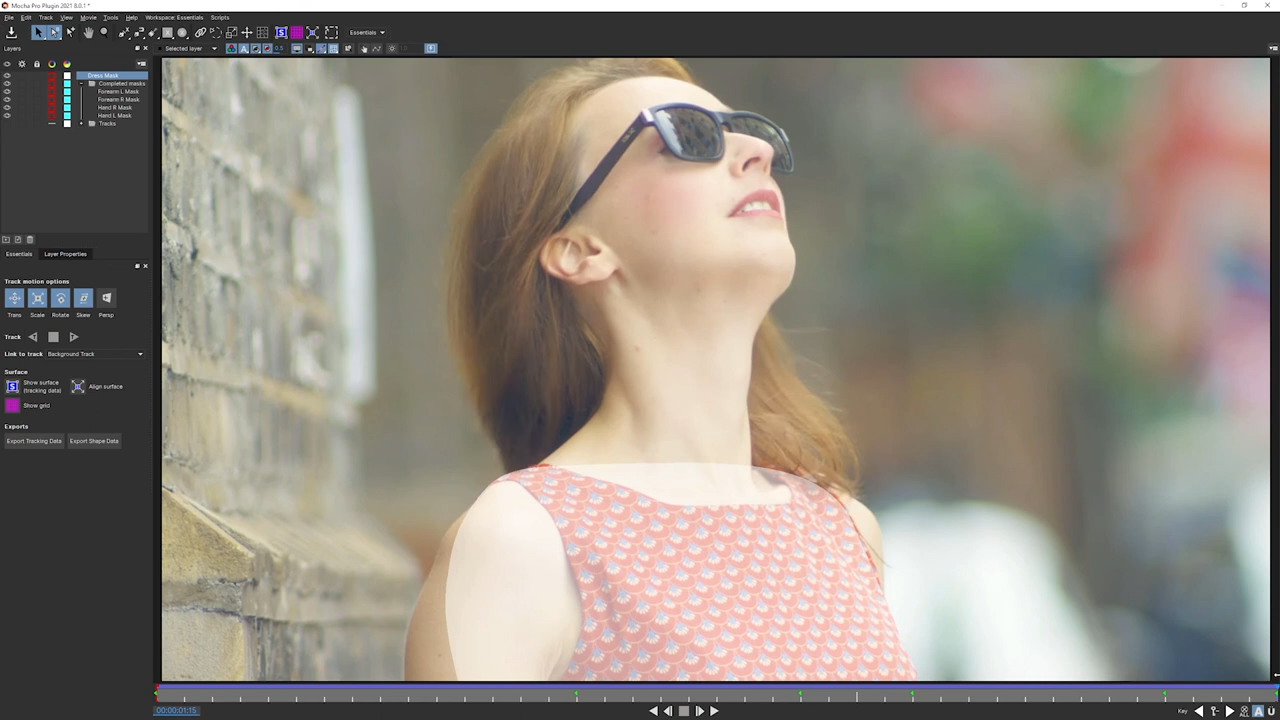 Mocha Pro Plugin 2021 8.0.1 *
File Edit Track View Movie Tools Help Workspace: Essentials Scripts
Essentials
Layers
Selected layer
0.5
Dress Mask
Completed masks
Forearm L Mask
Forearm R Mask
Hand R Mask
Hand L Mask
Tracks
Essentials Layer Properties
Track motion options
Trans Scale Rotate Skew Persp
Track
Link to track Background Track
Surface
Show surface (tracking data)
Align surface
Show grid
Exports
Export Tracking Data Export Shape Data
00:00:01:15
Key